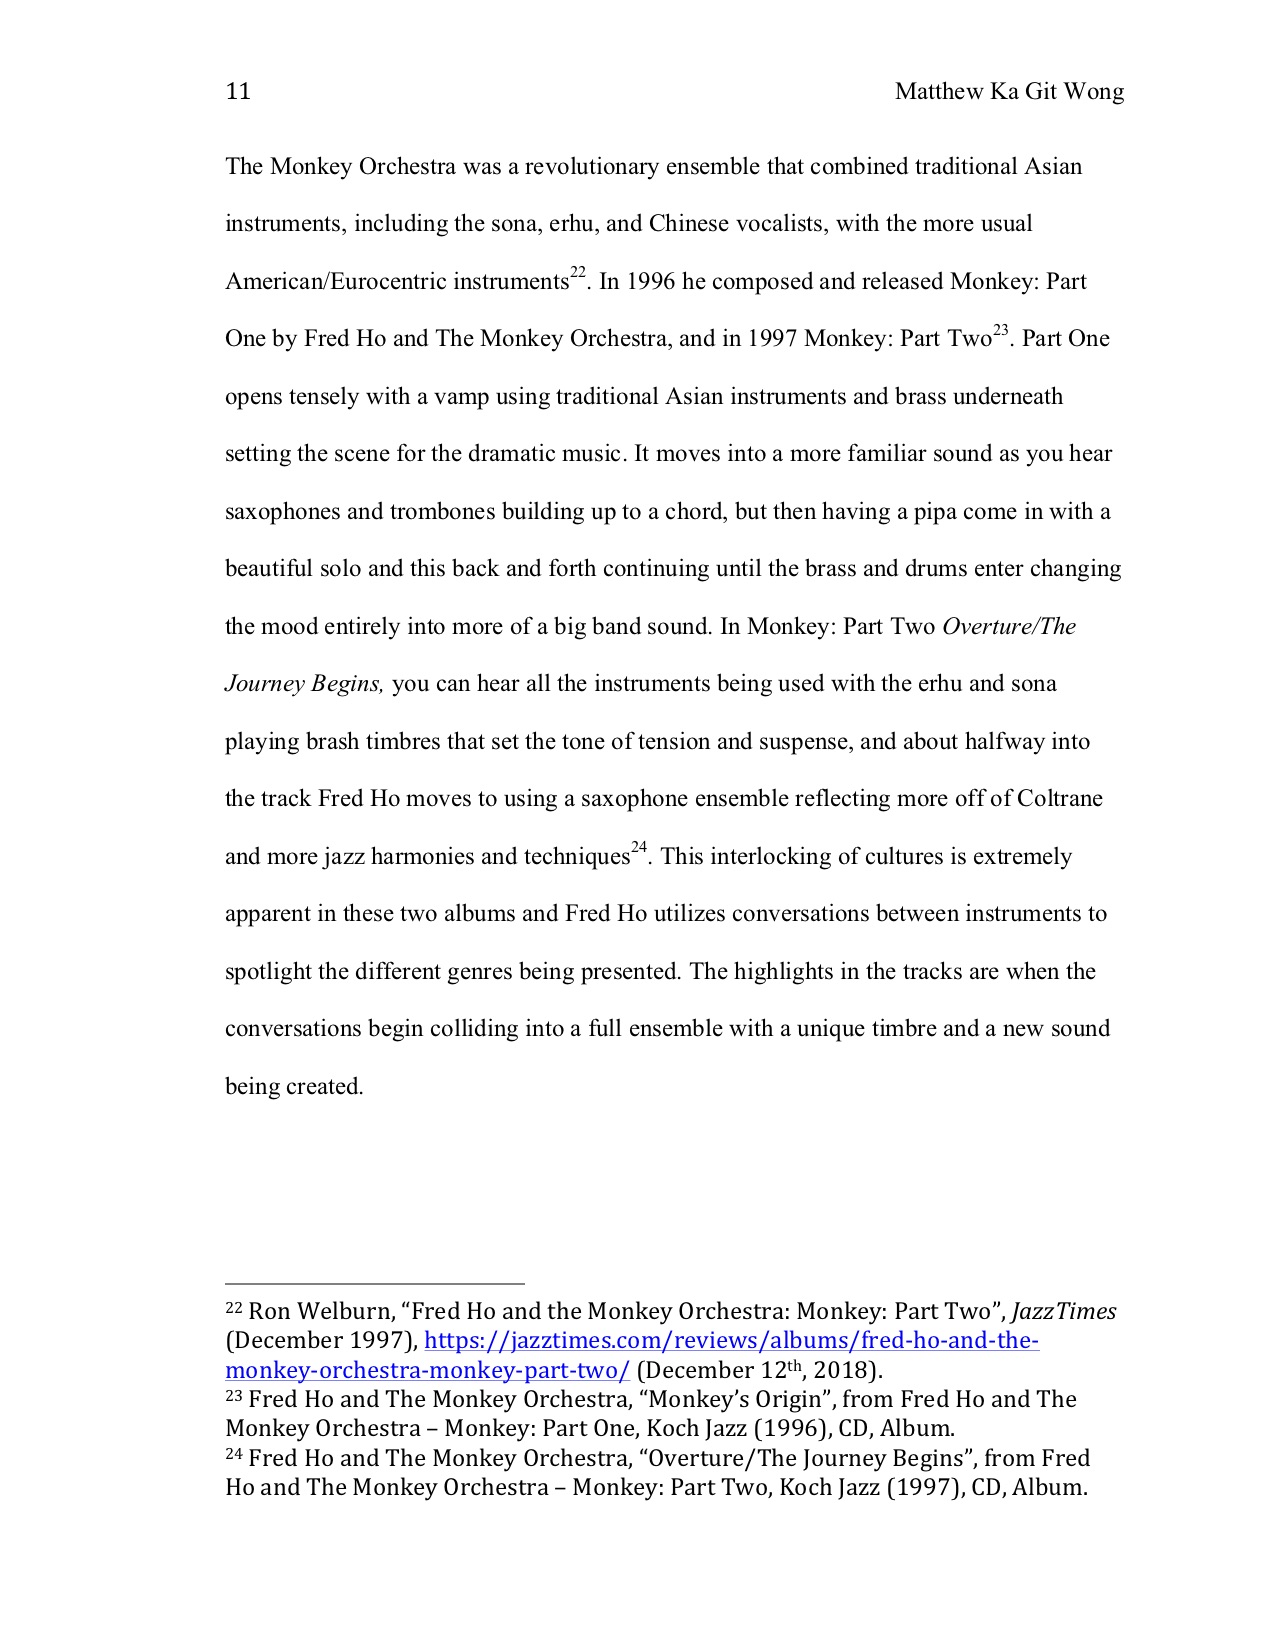 11 Matthew Ka Git Wong
The Monkey Orchestra was a revolutionary ensemble that combined traditional Asian
instruments, including the sona, erhu, and Chinese vocalists, with the more usual
American/Eurocentric instruments22. In 1996 he composed and released Monkey: Part
One by Fred Ho and The Monkey Orchestra, and in 1997 Monkey: Part Two23. Part One
opens tensely with a vamp using traditional Asian instruments and brass underneath
setting the scene for the dramatic music. It moves into a more familiar sound as you hear
saxophones and trombones building up to a chord, but then having a pipa come in with a
beautiful solo and this back and forth continuing until the brass and drums enter changing
the mood entirely into more of a big band sound. In Monkey: Part Two Overture/The
Journey Begins, you can hear all the instruments being used with the erhu and sona
playing brash timbres that set the tone of tension and suspense, and about halfway into
the track Fred Ho moves to using a saxophone ensemble reflecting more off of Coltrane
and more jazz harmonies and techniques24. This interlocking of cultures is extremely
apparent in these two albums and Fred Ho utilizes conversations between instruments to
spotlight the different genres being presented. The highlights in the tracks are when the
conversations begin colliding into a full ensemble with a unique timbre and a new sound
being created.
22 Ron Welburn, “Fred Ho and the Monkey Orchestra: Monkey: Part Two”, JazzTimes
(December 1997), https://jazztimes.com/reviews/albums/fred-ho-and-the-
monkey-orchestra-monkey-part-two/ (December 12th, 2018).
23 Fred Ho and The Monkey Orchestra, “Monkey’s Origin”, from Fred Ho and The
Monkey Orchestra – Monkey: Part One, Koch Jazz (1996), CD, Album.
24 Fred Ho and The Monkey Orchestra, “Overture/The Journey Begins”, from Fred
Ho and The Monkey Orchestra – Monkey: Part Two, Koch Jazz (1997), CD, Album.